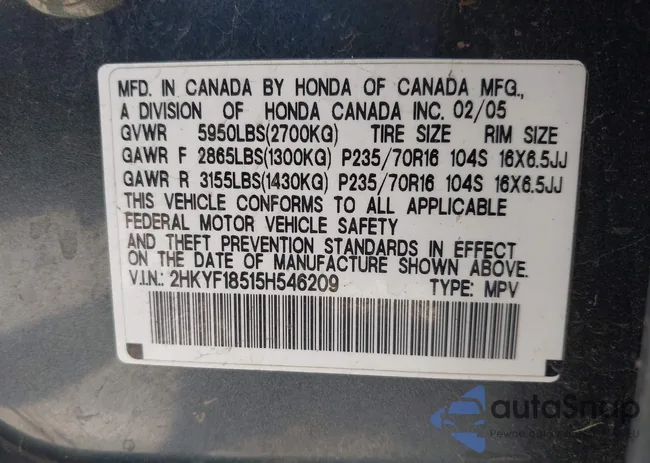 MFD. IN CANADA BY HONDA OF CANADA MFG.,
A DIVISION OF HONDA CANADA INC. 02/05
GVWR 5950LBS(2700KG) TIRE SIZE RIM SIZE
GAWR F 2865LBS(1300KG) P235/70R16 104S 16X6.5JJ
GAWR R 3155LBS(1430KG) P235/70R16 104S 16X6.5JJ
THIS VEHICLE CONFORMS TO ALL APPLICABLE
FEDERAL MOTOR VEHICLE SAFETY
AND THEFT PREVENTION STANDARDS IN EFFECT
ON THE DATE OF MANUFACTURE SHOWN ABOVE.
V.I.N.: 2HKYF18515H546209 TYPE: MPV
autoSnap
Pewne auto